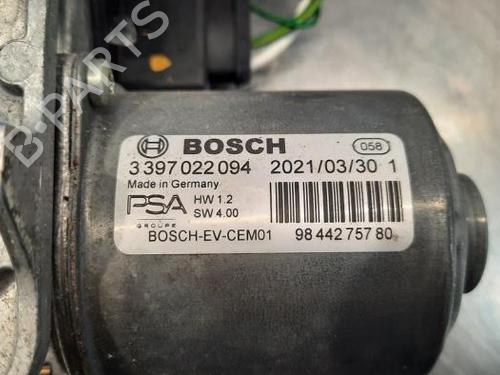 B-PARTS
BOSCH 058
3 397 022 094 2021/03/30 1
Made in Germany
PSA HW 1.2
GROUPE SW 4.00
BOSCH-EV-CEM01 98 442 757 80